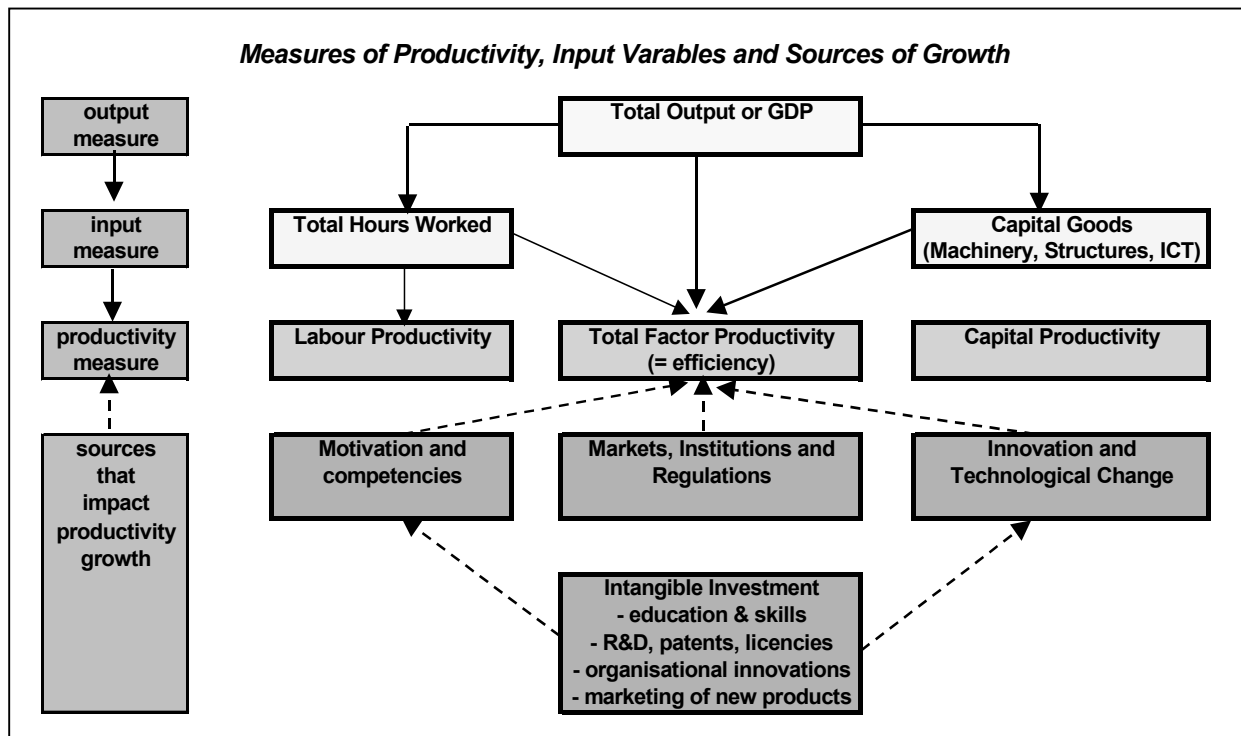 Measures of Productivity, Input Varables and Sources of Growth
output
measure
Total Output or GDP
input
measure
Total Hours Worked
Capital Goods
(Machinery, Structures, ICT)
productivity
measure
Labour Productivity
Total Factor Productivity
(= efficiency)
Capital Productivity
sources
that
impact
productivity
growth
Motivation and
competencies
Markets, Institutions and
Regulations
Innovation and
Technological Change
Intangible Investment
- education & skills
- R&D, patents, licencies
- organisational innovations
- marketing of new products